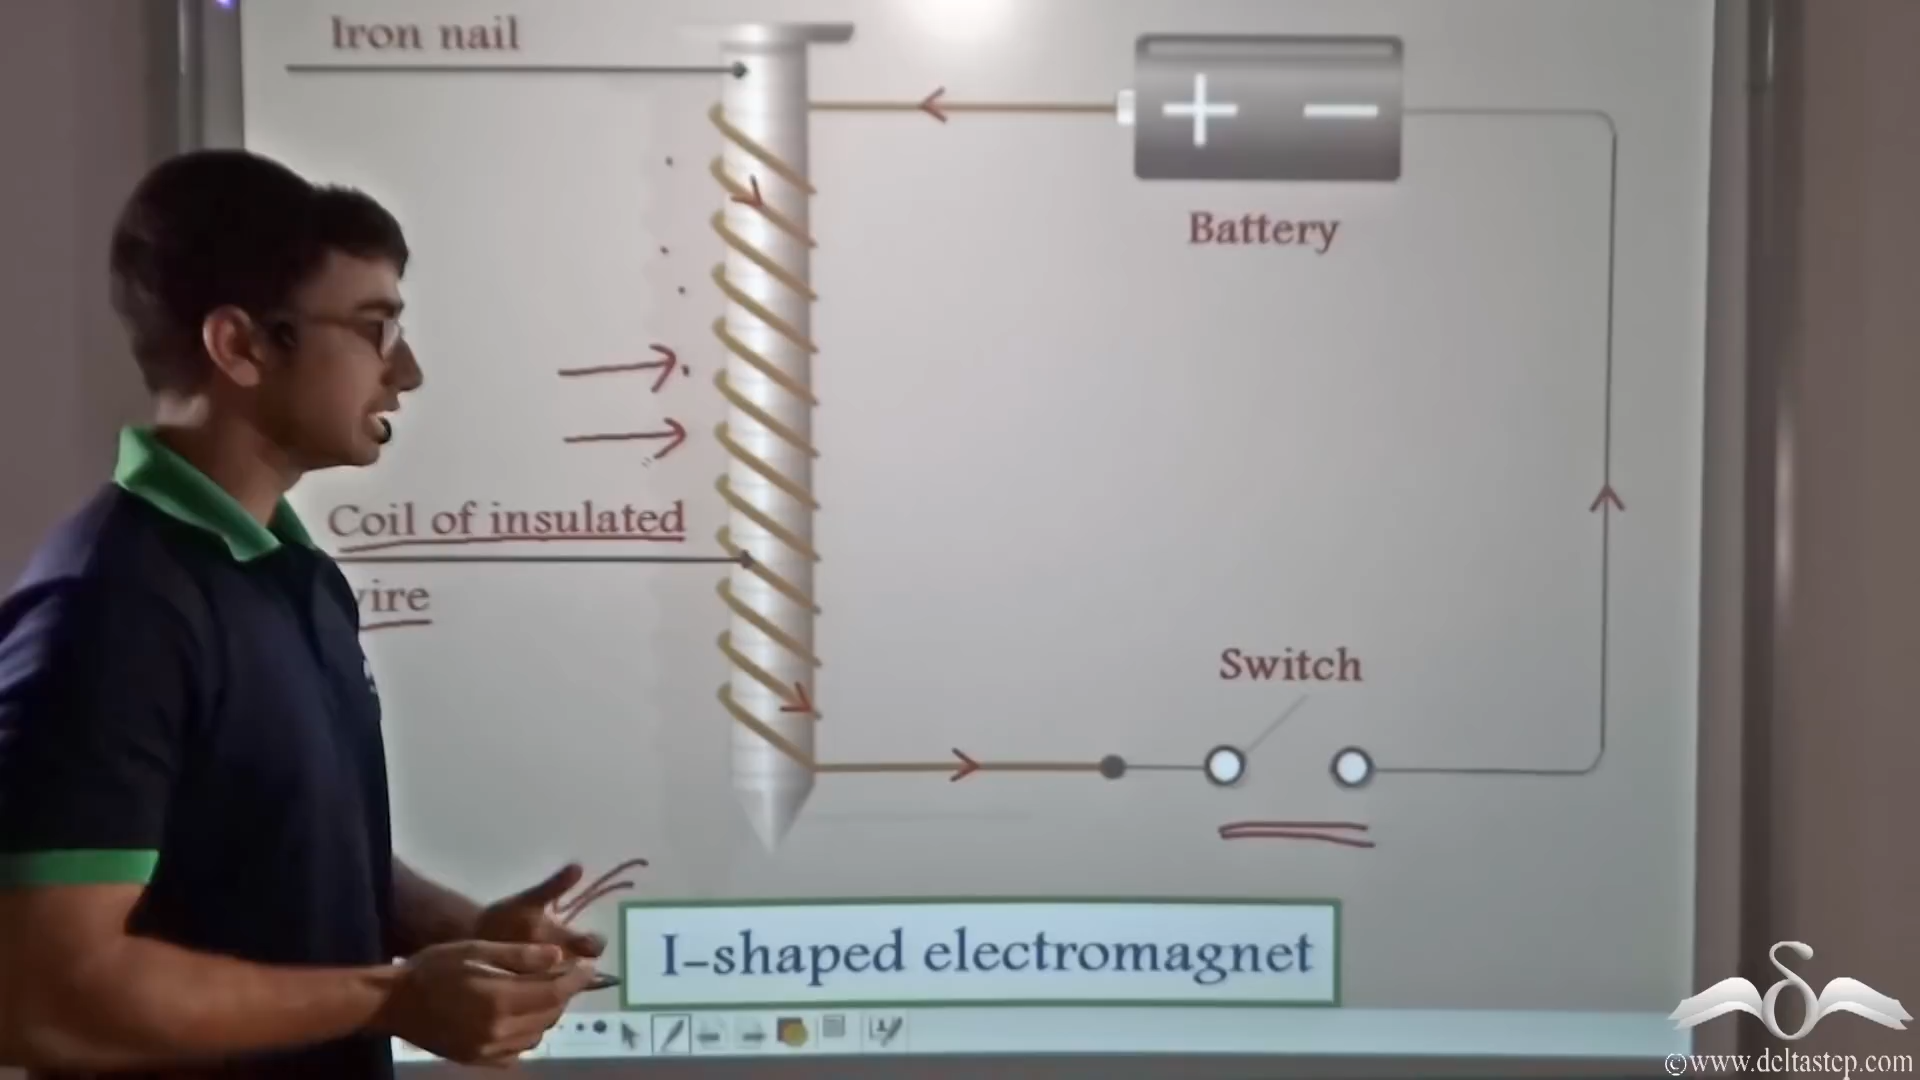 Iron nail
+ −
Battery
Coil of insulated
wire
Switch
I-shaped electromagnet
©www.deltastep.com